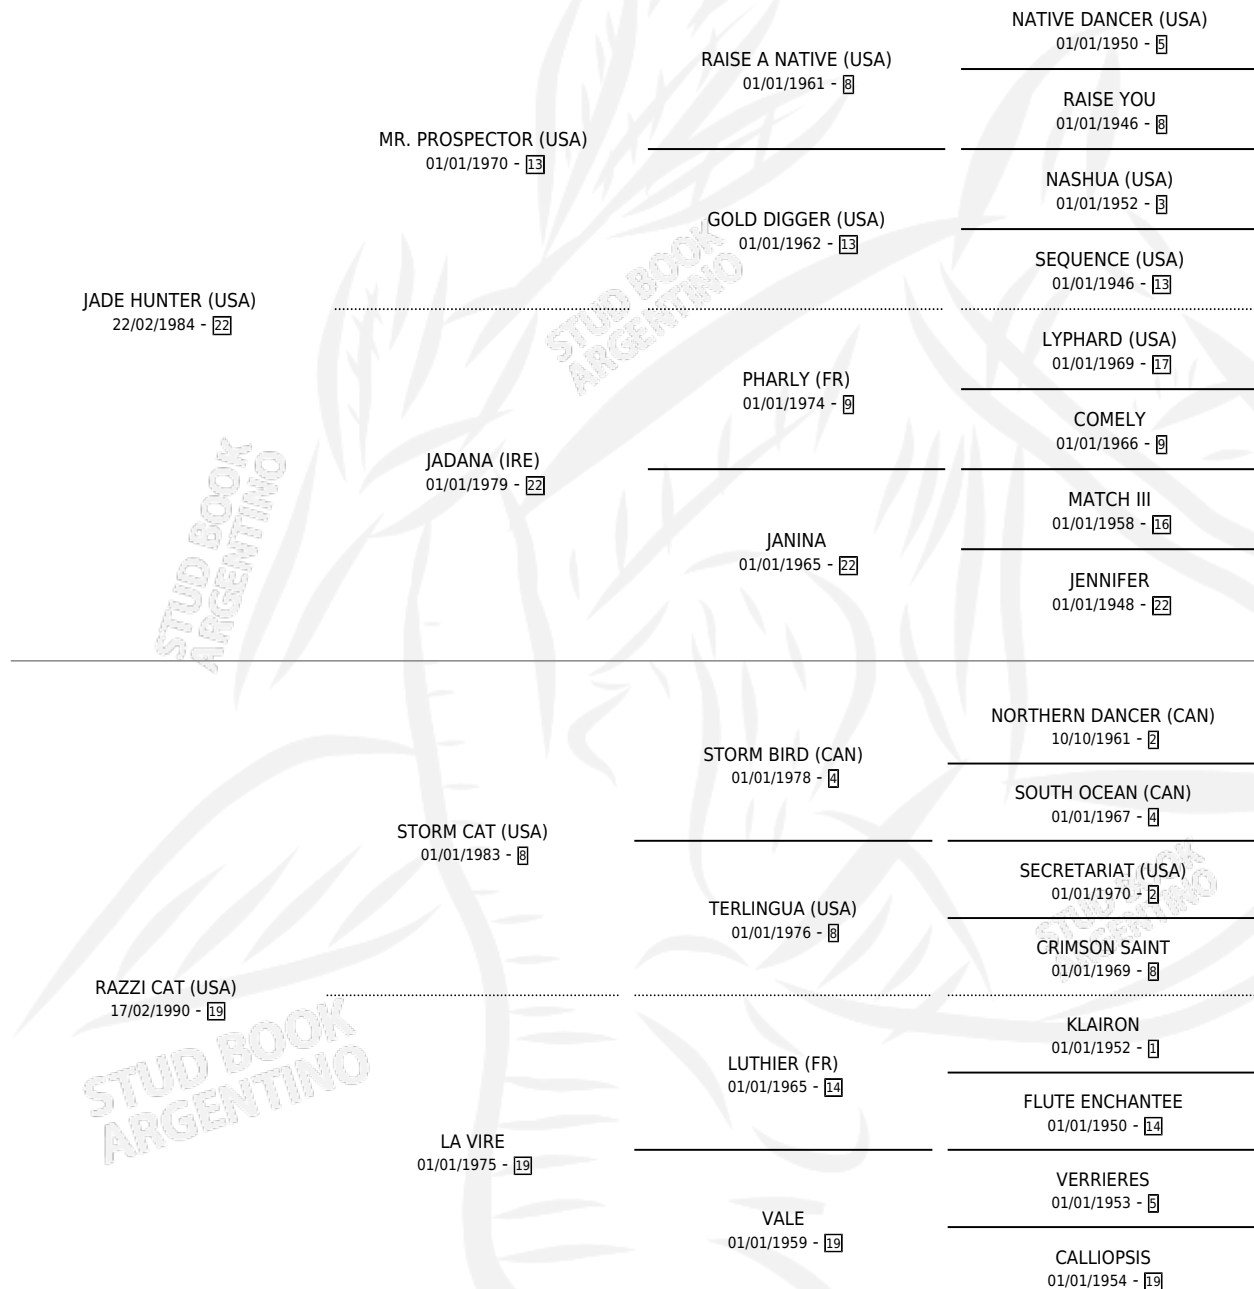 NATIVE DANCER (USA)
01/01/1950 - 5
RAISE A NATIVE (USA)
01/01/1961 - 8
RAISE YOU
01/01/1946 - 8
MR. PROSPECTOR (USA)
01/01/1970 - 13
NASHUA (USA)
01/01/1952 - 3
GOLD DIGGER (USA)
01/01/1962 - 13
SEQUENCE (USA)
01/01/1946 - 13
JADE HUNTER (USA)
22/02/1984 - 22
STUD BOOK
ARGENTINO
LYPHARD (USA)
01/01/1969 - 17
PHARLY (FR)
01/01/1974 - 9
COMELY
01/01/1966 - 9
JADANA (IRE)
01/01/1979 - 22
MATCH III
01/01/1958 - 16
JANINA
01/01/1965 - 22
JENNIFER
01/01/1948 - 22
STUD BOOK
ARGENTINO
NORTHERN DANCER (CAN)
10/10/1961 - 2
STORM BIRD (CAN)
01/01/1978 - 4
SOUTH OCEAN (CAN)
01/01/1967 - 4
STORM CAT (USA)
01/01/1983 - 8
SECRETARIAT (USA)
01/01/1970 - 2
TERLINGUA (USA)
01/01/1976 - 8
STUD BOOK
ARGENTINO
CRIMSON SAINT
01/01/1969 - 8
RAZZI CAT (USA)
17/02/1990 - 19
STUD BOOK
ARGENTINO
KLAIRON
01/01/1952 - 1
LUTHIER (FR)
01/01/1965 - 14
FLUTE ENCHANTEE
01/01/1950 - 14
LA VIRE
01/01/1975 - 19
VERRIERES
01/01/1953 - 5
VALE
01/01/1959 - 19
CALLIOPSIS
01/01/1954 - 19